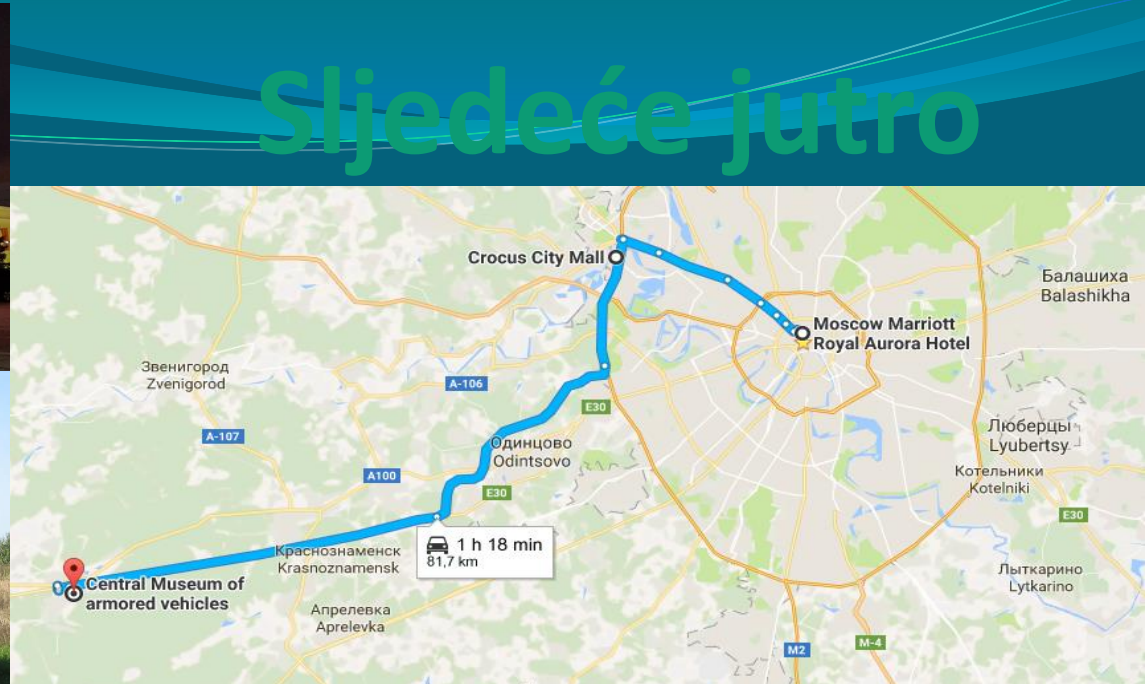 Sljedeće jutro
Crocus City Mall
Балашиха
Balashikha
Moscow Marriott
Royal Aurora Hotel
Звенигород
Zvenigorod
A-106
E30
A-107
Одинцово
Odintsovo
Люберцы
Lyubertsy
A100
Котельники
Kotelniki
E30
E30
1 h 18 min
81,7 km
Краснознаменск
Krasnoznamensk
Central Museum of
armored vehicles
Лыткарино
Lytkarino
Апрелевка
Aprelevka
M2
M-4